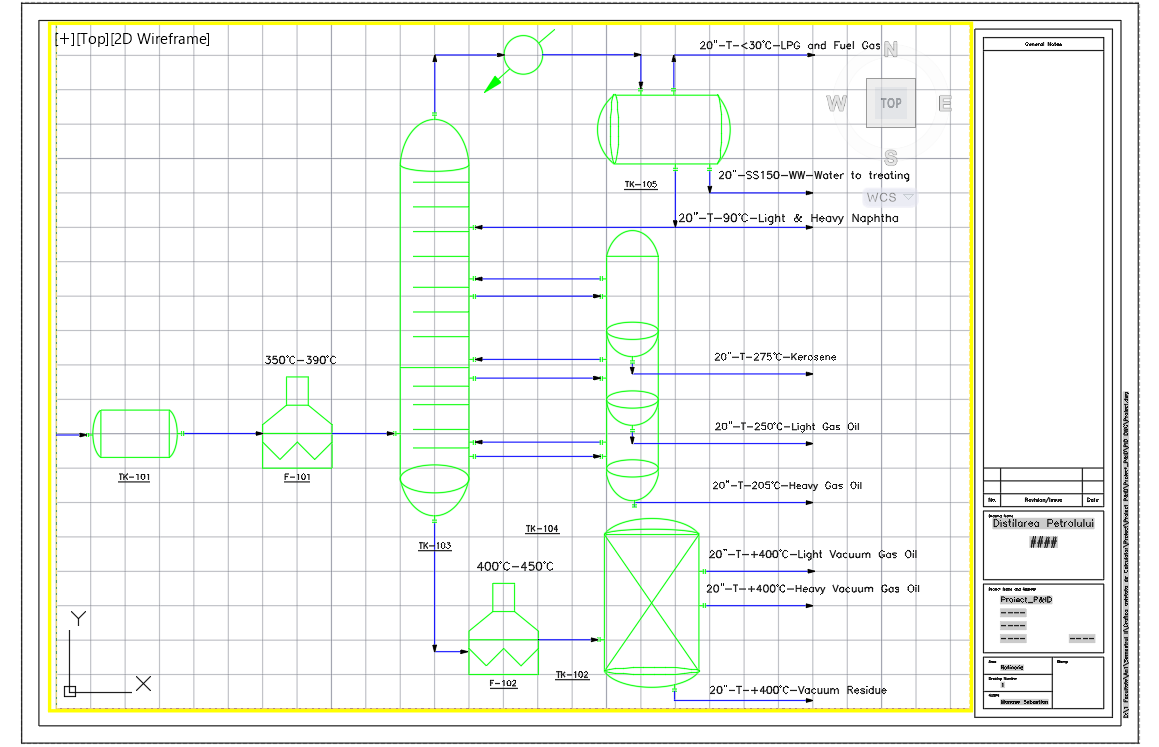 [+][Top][2D Wireframe]
20"-T-<30°C-LPG and Fuel Gas
N
W
TOP
E
S
WCS
TK-105
20"-SS150-WW-Water to treating
20"-T-90°C-Light & Heavy Naphtha
350°C-390°C
20"-T-275°C-Kerosene
20"-T-250°C-Light Gas Oil
TK-101
F-101
20"-T-205°C-Heavy Gas Oil
TK-104
TK-103
400°C-450°C
20"-T-+400°C-Light Vacuum Gas Oil
20"-T-+400°C-Heavy Vacuum Gas Oil
TK-102
F-102
20"-T-+400°C-Vacuum Residue
Y
X
General Notes
No.
Revision/Issue
Date
Distilarea Petrolului
####
Proiect_P&ID
----
----
----
----
Rafinarie
1